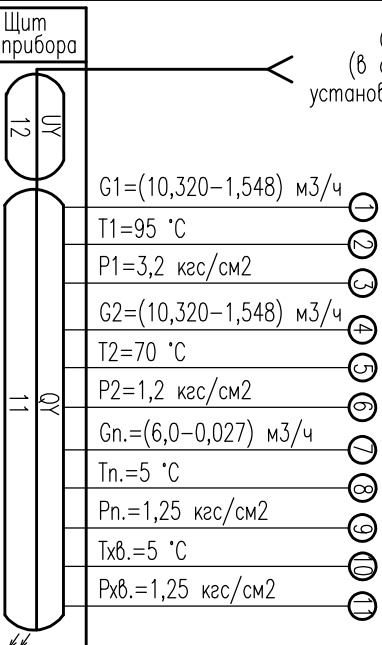 Щит
прибора
(в
установ
UY
12
G1=(10,320-1,548) м3/ч
1
T1=95 °C
2
P1=3,2 кгс/см2
3
G2=(10,320-1,548) м3/ч
4
T2=70 °C
5
P2=1,2 кгс/см2
6
QY
11
Gп.=(6,0-0,027) м3/ч
7
Tп.=5 °C
8
Pп.=1,25 кгс/см2
9
Tхв.=5 °C
10
Pхв.=1,25 кгс/см2
11